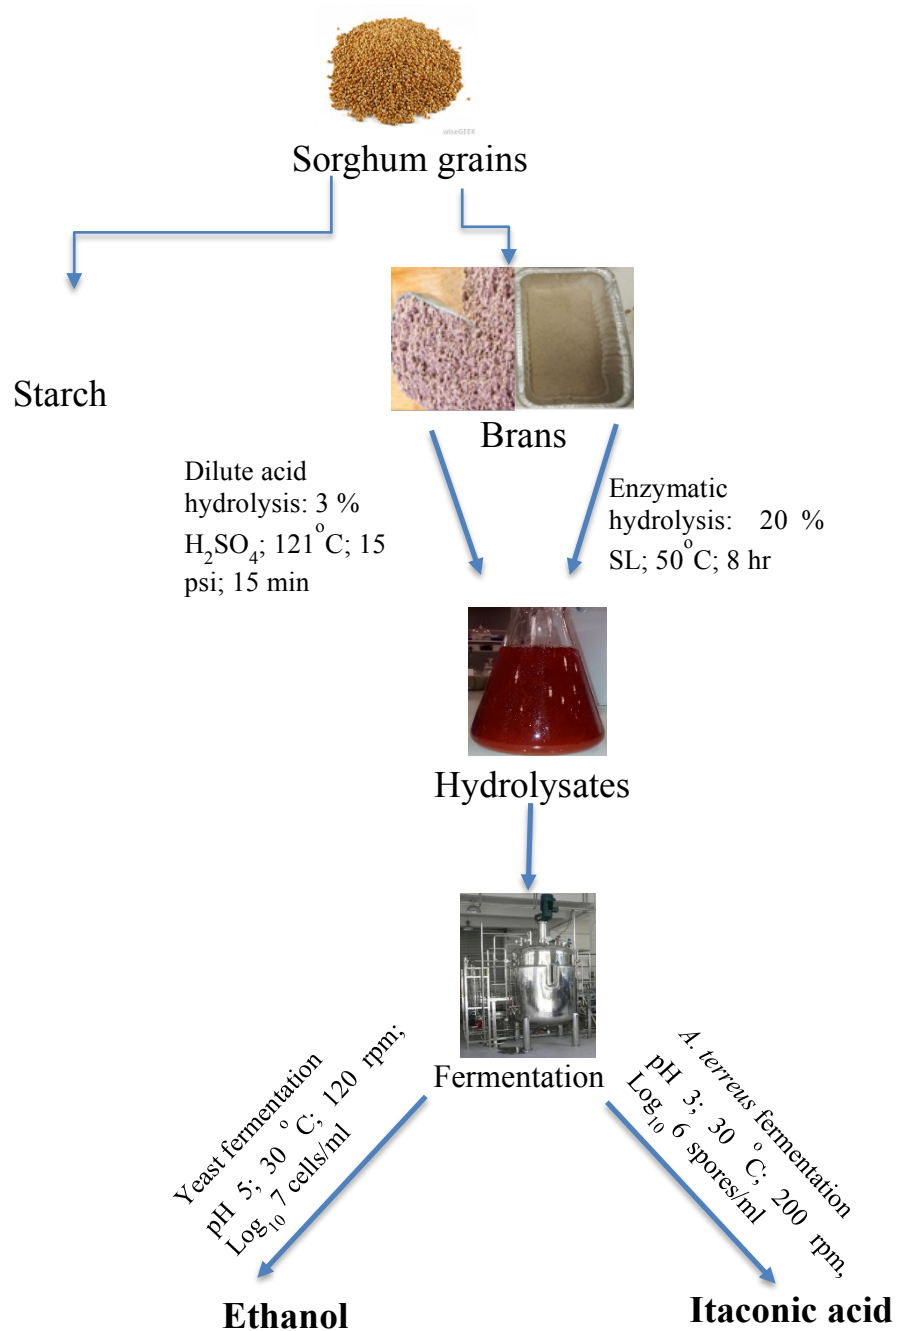 wiseGEEK
Sorghum grains
Starch
Brans
Dilute acid
hydrolysis: 3 %
H₂SO₄; 121°C; 15
psi; 15 min
Enzymatic
hydrolysis: 20 %
SL; 50°C; 8 hr
Hydrolysates
Fermentation
Yeast fermentation
pH 5; 30 °C; 120 rpm;
Log₁₀ 7 cells/ml
A. terreus fermentation
pH 3; 30 °C; 200 rpm,
Log₁₀ 6 spores/ml
Ethanol
Itaconic acid